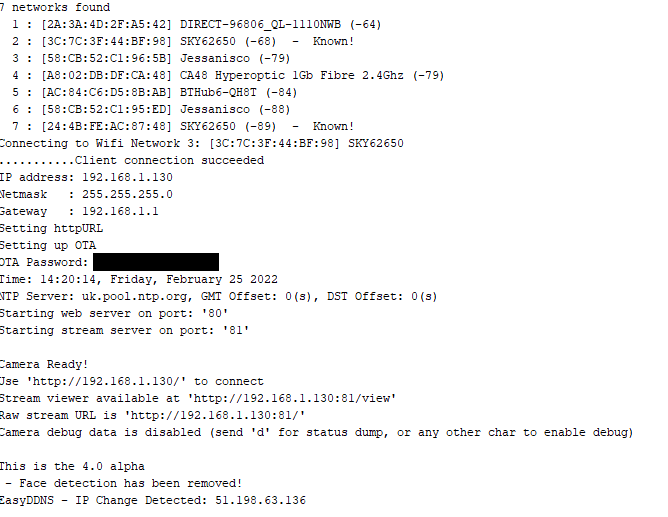 7 networks found
1 : [2A:3A:4D:2F:A5:42] DIRECT-96806_QL-1110NWB (-64)
2 : [3C:7C:3F:44:BF:98] SKY62650 (-68) - Known!
3 : [58:CB:52:C1:96:5B] Jessanisco (-79)
4 : [A8:02:DB:DF:CA:48] CA48 Hyperoptic 1Gb Fibre 2.4Ghz (-79)
5 : [AC:84:C6:D5:8B:AB] BTHub6-QH8T (-84)
6 : [58:CB:52:C1:95:ED] Jessanisco (-88)
7 : [24:4B:FE:AC:87:48] SKY62650 (-89) - Known!
Connecting to Wifi Network 3: [3C:7C:3F:44:BF:98] SKY62650
...........Client connection succeeded
IP address: 192.168.1.130
Netmask : 255.255.255.0
Gateway : 192.168.1.1
Setting httpURL
Setting up OTA
OTA Password:
Time: 14:20:14, Friday, February 25 2022
NTP Server: uk.pool.ntp.org, GMT Offset: 0(s), DST Offset: 0(s)
Starting web server on port: '80'
Starting stream server on port: '81'
Camera Ready!
Use 'http://192.168.1.130/' to connect
Stream viewer available at 'http://192.168.1.130:81/view'
Raw stream URL is 'http://192.168.1.130:81/'
Camera debug data is disabled (send 'd' for status dump, or any other char to enable debug)
This is the 4.0 alpha
- Face detection has been removed!
EasyDDNS - IP Change Detected: 51.198.63.136